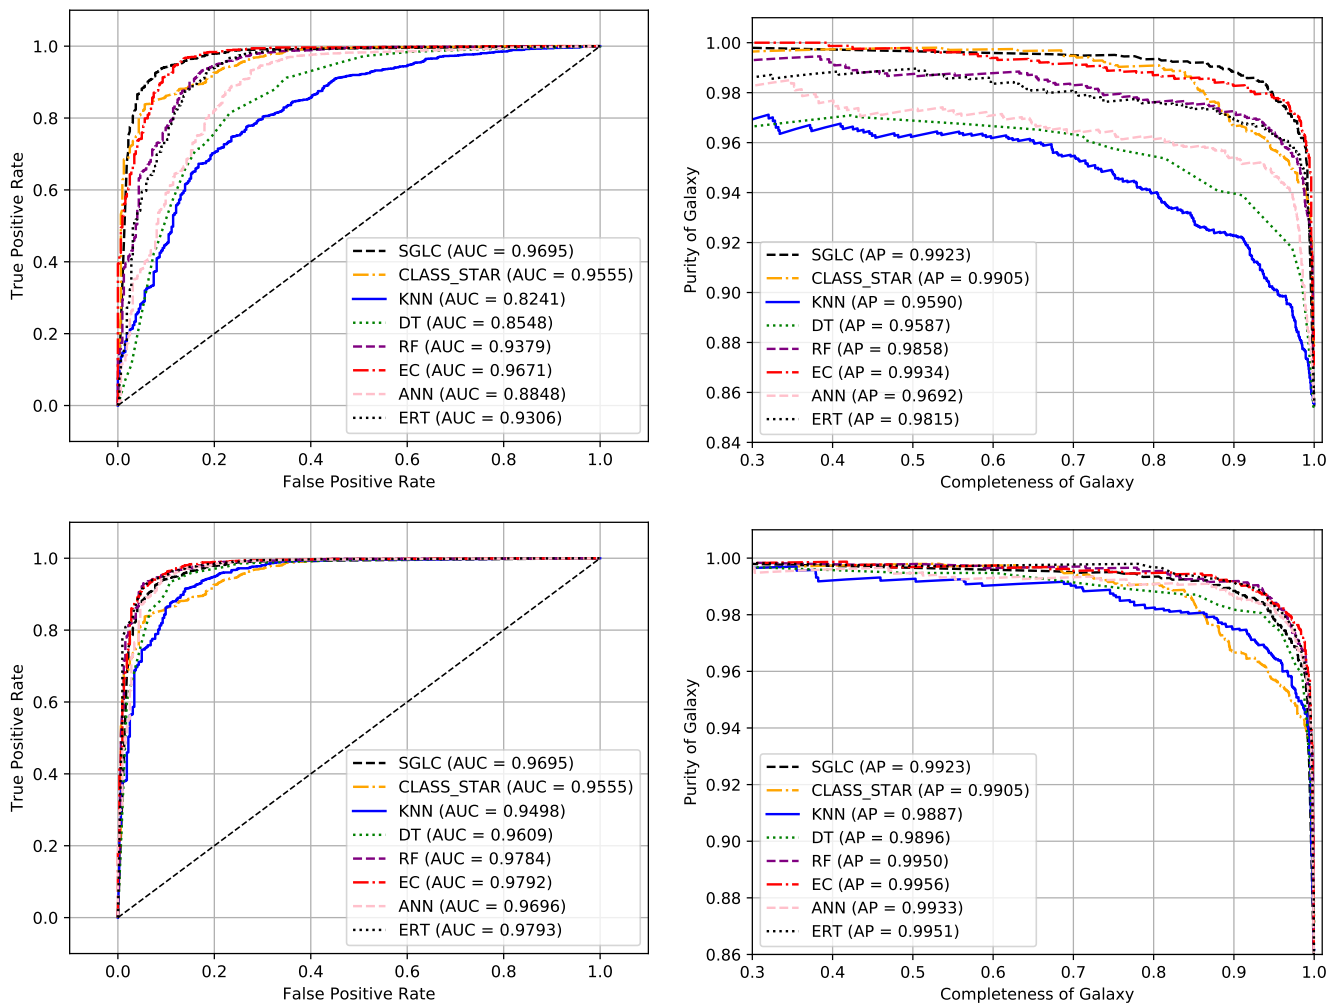 1.0
0.8
0.6
0.4
0.2
0.0
True Positive Rate
0.0 0.2 0.4 0.6 0.8 1.0
False Positive Rate
SGLC (AUC = 0.9695)
CLASS_STAR (AUC = 0.9555)
KNN (AUC = 0.8241)
DT (AUC = 0.8548)
RF (AUC = 0.9379)
EC (AUC = 0.9671)
ANN (AUC = 0.8848)
ERT (AUC = 0.9306)
1.00
0.98
0.96
0.94
0.92
0.90
0.88
0.86
0.84
Purity of Galaxy
0.3 0.4 0.5 0.6 0.7 0.8 0.9 1.0
Completeness of Galaxy
SGLC (AP = 0.9923)
CLASS_STAR (AP = 0.9905)
KNN (AP = 0.9590)
DT (AP = 0.9587)
RF (AP = 0.9858)
EC (AP = 0.9934)
ANN (AP = 0.9692)
ERT (AP = 0.9815)
1.0
0.8
0.6
0.4
0.2
0.0
True Positive Rate
0.0 0.2 0.4 0.6 0.8 1.0
False Positive Rate
SGLC (AUC = 0.9695)
CLASS_STAR (AUC = 0.9555)
KNN (AUC = 0.9498)
DT (AUC = 0.9609)
RF (AUC = 0.9784)
EC (AUC = 0.9792)
ANN (AUC = 0.9696)
ERT (AUC = 0.9793)
1.00
0.98
0.96
0.94
0.92
0.90
0.88
0.86
Purity of Galaxy
0.3 0.4 0.5 0.6 0.7 0.8 0.9 1.0
Completeness of Galaxy
SGLC (AP = 0.9923)
CLASS_STAR (AP = 0.9905)
KNN (AP = 0.9887)
DT (AP = 0.9896)
RF (AP = 0.9950)
EC (AP = 0.9956)
ANN (AP = 0.9933)
ERT (AP = 0.9951)